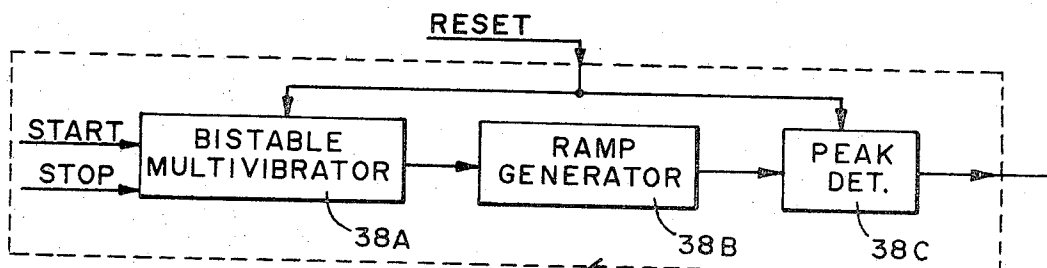 RESET
START
STOP
BISTABLE
MULTIVIBRATOR
RAMP
GENERATOR
PEAK
DET.
38A
38B
38C